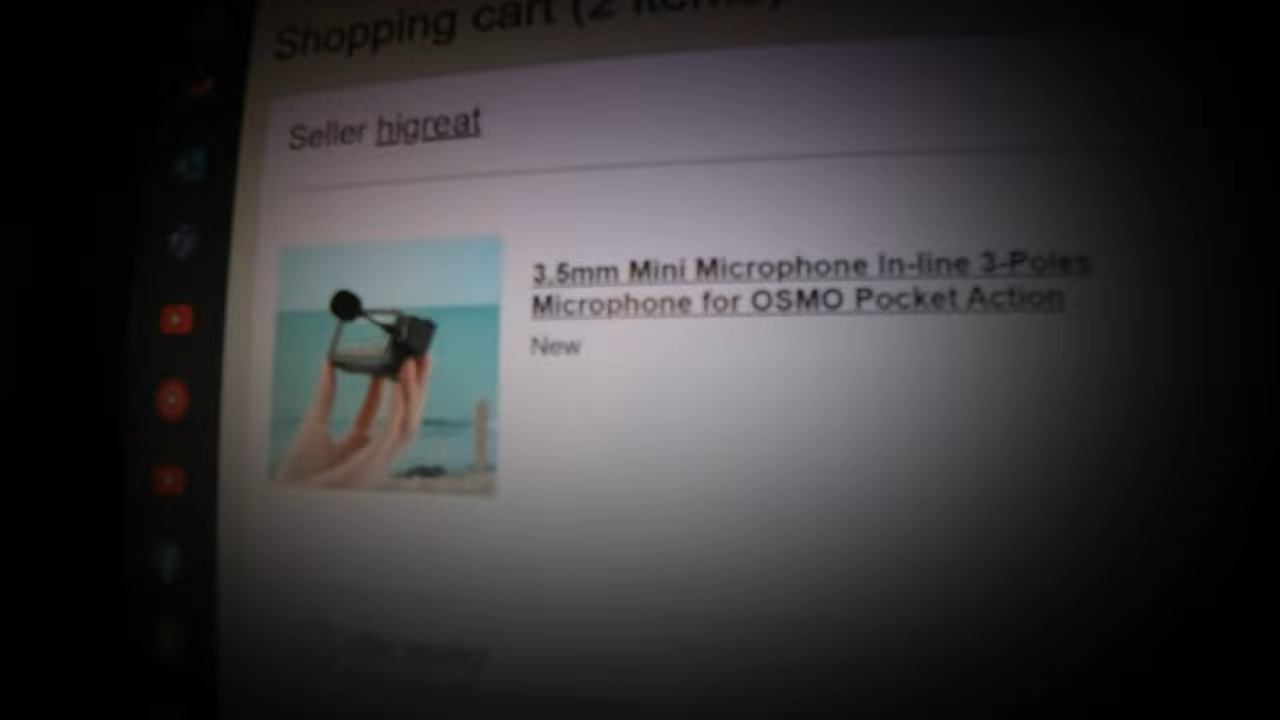 Shopping cart (2 items)
Seller higreat
3.5mm Mini Microphone In-line 3-Poles
Microphone for OSMO Pocket Action
New